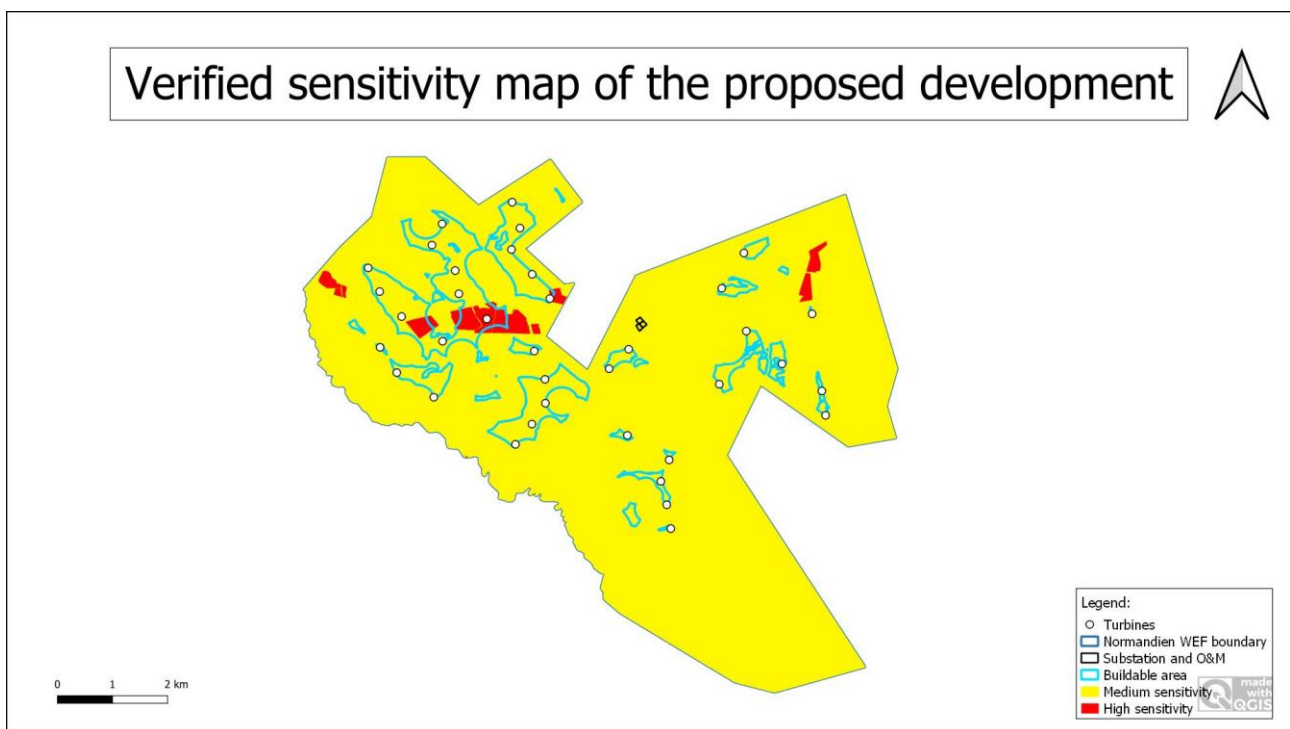 Verified sensitivity map of the proposed development
0 1 2 km
Legend:
Turbines
Normandien WEF boundary
Substation and O&M
Buildable area
Medium sensitivity
High sensitivity
made
with
QGIS